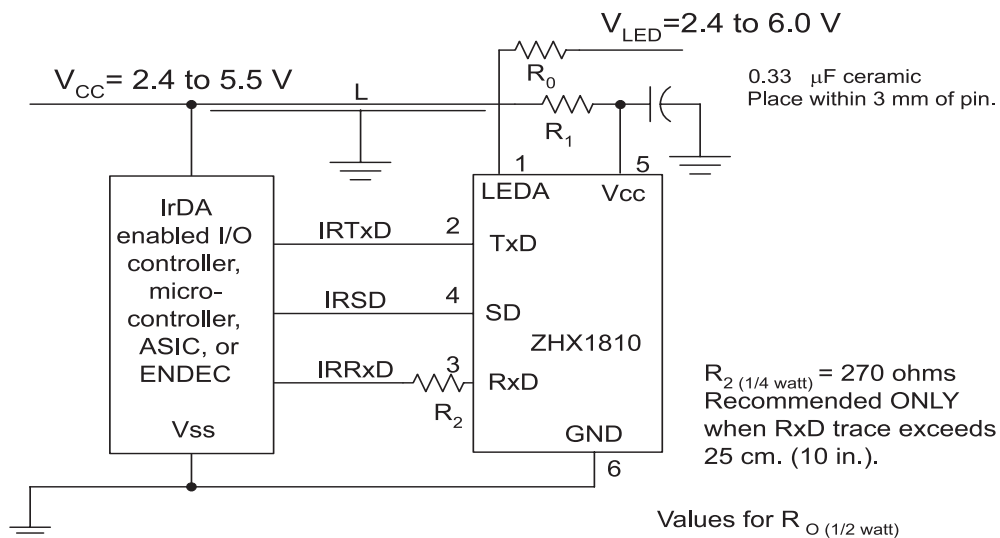 V_LED=2.4 to 6.0 V
R_0
V_CC= 2.4 to 5.5 V
L
0.33 μF ceramic
Place within 3 mm of pin.
R_1
1
5
LEDA
Vcc
IrDA
enabled I/O
controller,
micro-
controller,
ASIC, or
ENDEC
Vss
IRTxD
2
TxD
IRSD
4
SD
ZHX1810
IRRxD
3
RxD
R_2
GND
6
R_2 (1/4 watt) = 270 ohms
Recommended ONLY
when RxD trace exceeds
25 cm. (10 in.).
Values for R_O (1/2 watt)